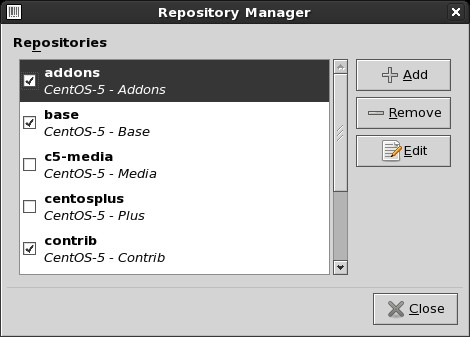 Repository Manager
Repositories
addons
CentOS-5 - Addons
base
CentOS-5 - Base
c5-media
CentOS-5 - Media
centosplus
CentOS-5 - Plus
contrib
CentOS-5 - Contrib
Add
Remove
Edit
Close